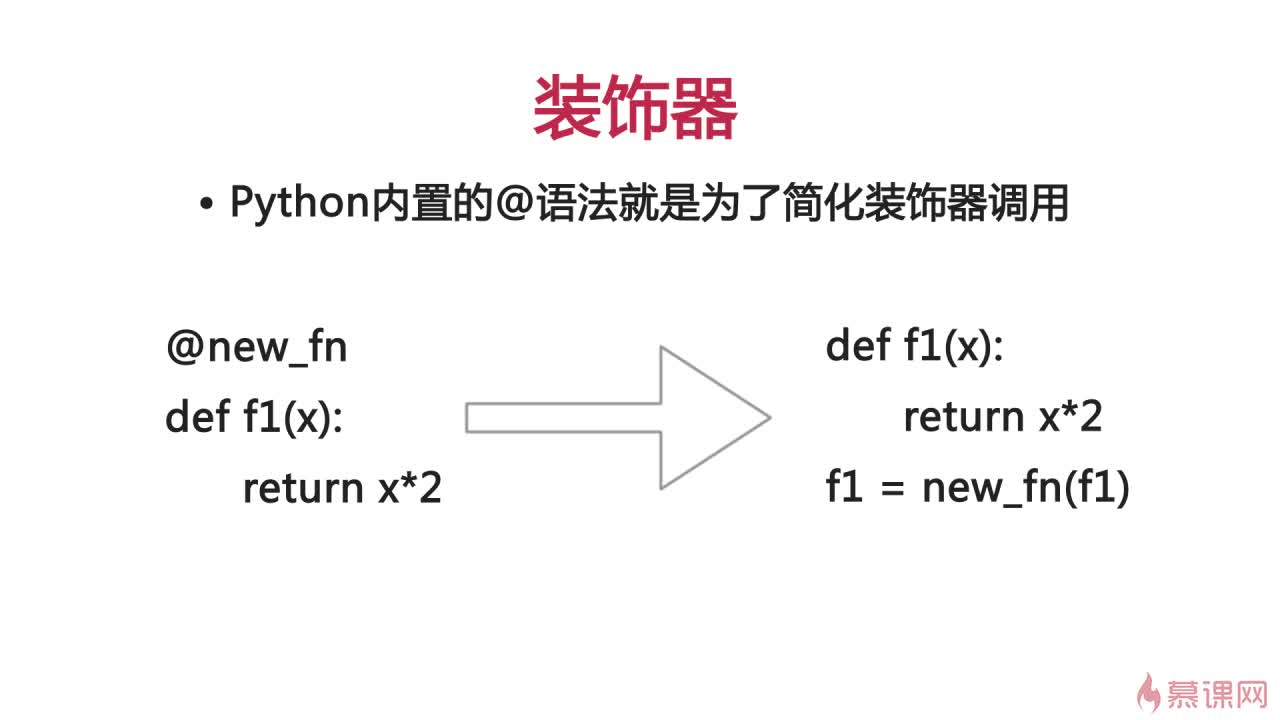 装饰器
• Python内置的@语法就是为了简化装饰器调用
@new_fn
def f1(x):
return x*2
def f1(x):
return x*2
f1 = new_fn(f1)
慕课网